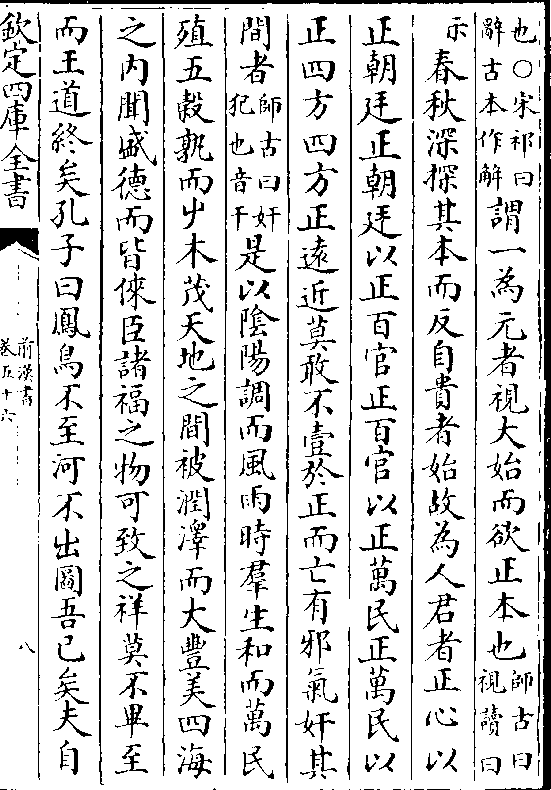 也○宋祁曰
辭古本作解
謂一為元者視大始而欲正本也
師古曰
視讀曰
示
春秋深探其本而反自貴者始故為人君者正心以
正朝廷正朝廷以正百官正百官以正萬民正萬民以
正四方四方正遠近莫敢不壹於正而亡有邪氣奸其
間者
師古曰奸
犯也音干
是以陰陽調而風雨時羣生和而萬民
殖五穀孰而屮木茂天地之間被潤澤而大豐美四海
之内聞盛德而皆倈臣諸福之物可致之祥莫不畢至
而王道終矣孔子曰鳳鳥不至河不出圖吾已矣夫自
欽定四庫全書
前漢書
卷五十六
八